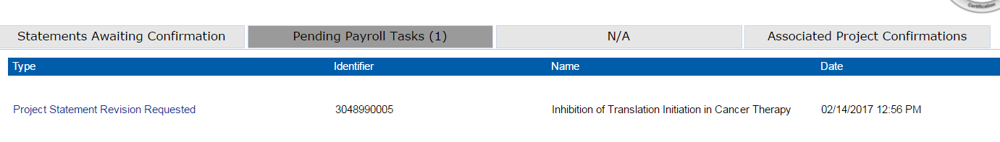 Certification
Statements Awaiting Confirmation
Pending Payroll Tasks (1)
N/A
Associated Project Confirmations
Type Identifier Name Date
Project Statement Revision Requested 3048990005 Inhibition of Translation Initiation in Cancer Therapy 02/14/2017 12:56 PM